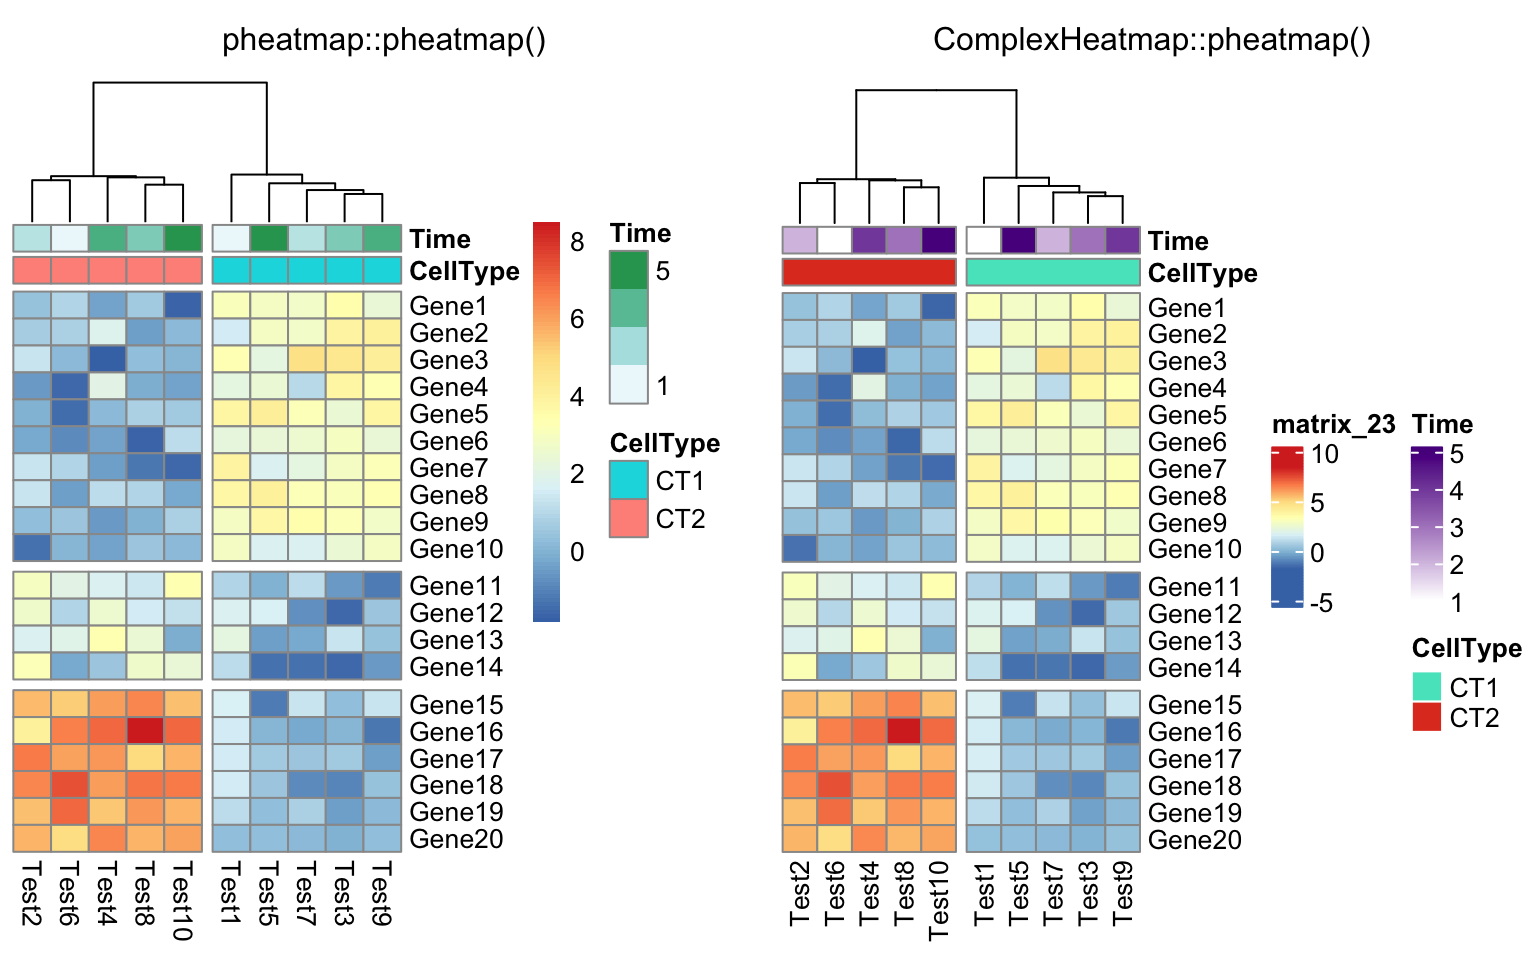 pheatmap::pheatmap()
Time
CellType
Gene1
Gene2
Gene3
Gene4
Gene5
Gene6
Gene7
Gene8
Gene9
Gene10
Gene11
Gene12
Gene13
Gene14
Gene15
Gene16
Gene17
Gene18
Gene19
Gene20
Test2
Test6
Test4
Test8
Test10
Test1
Test5
Test7
Test3
Test9
8
6
4
2
0
Time
5
1
CellType
CT1
CT2
ComplexHeatmap::pheatmap()
Time
CellType
Gene1
Gene2
Gene3
Gene4
Gene5
Gene6
Gene7
Gene8
Gene9
Gene10
Gene11
Gene12
Gene13
Gene14
Gene15
Gene16
Gene17
Gene18
Gene19
Gene20
Test2
Test6
Test4
Test8
Test10
Test1
Test5
Test7
Test3
Test9
matrix_23
10
5
0
-5
Time
5
4
3
2
1
CellType
CT1
CT2